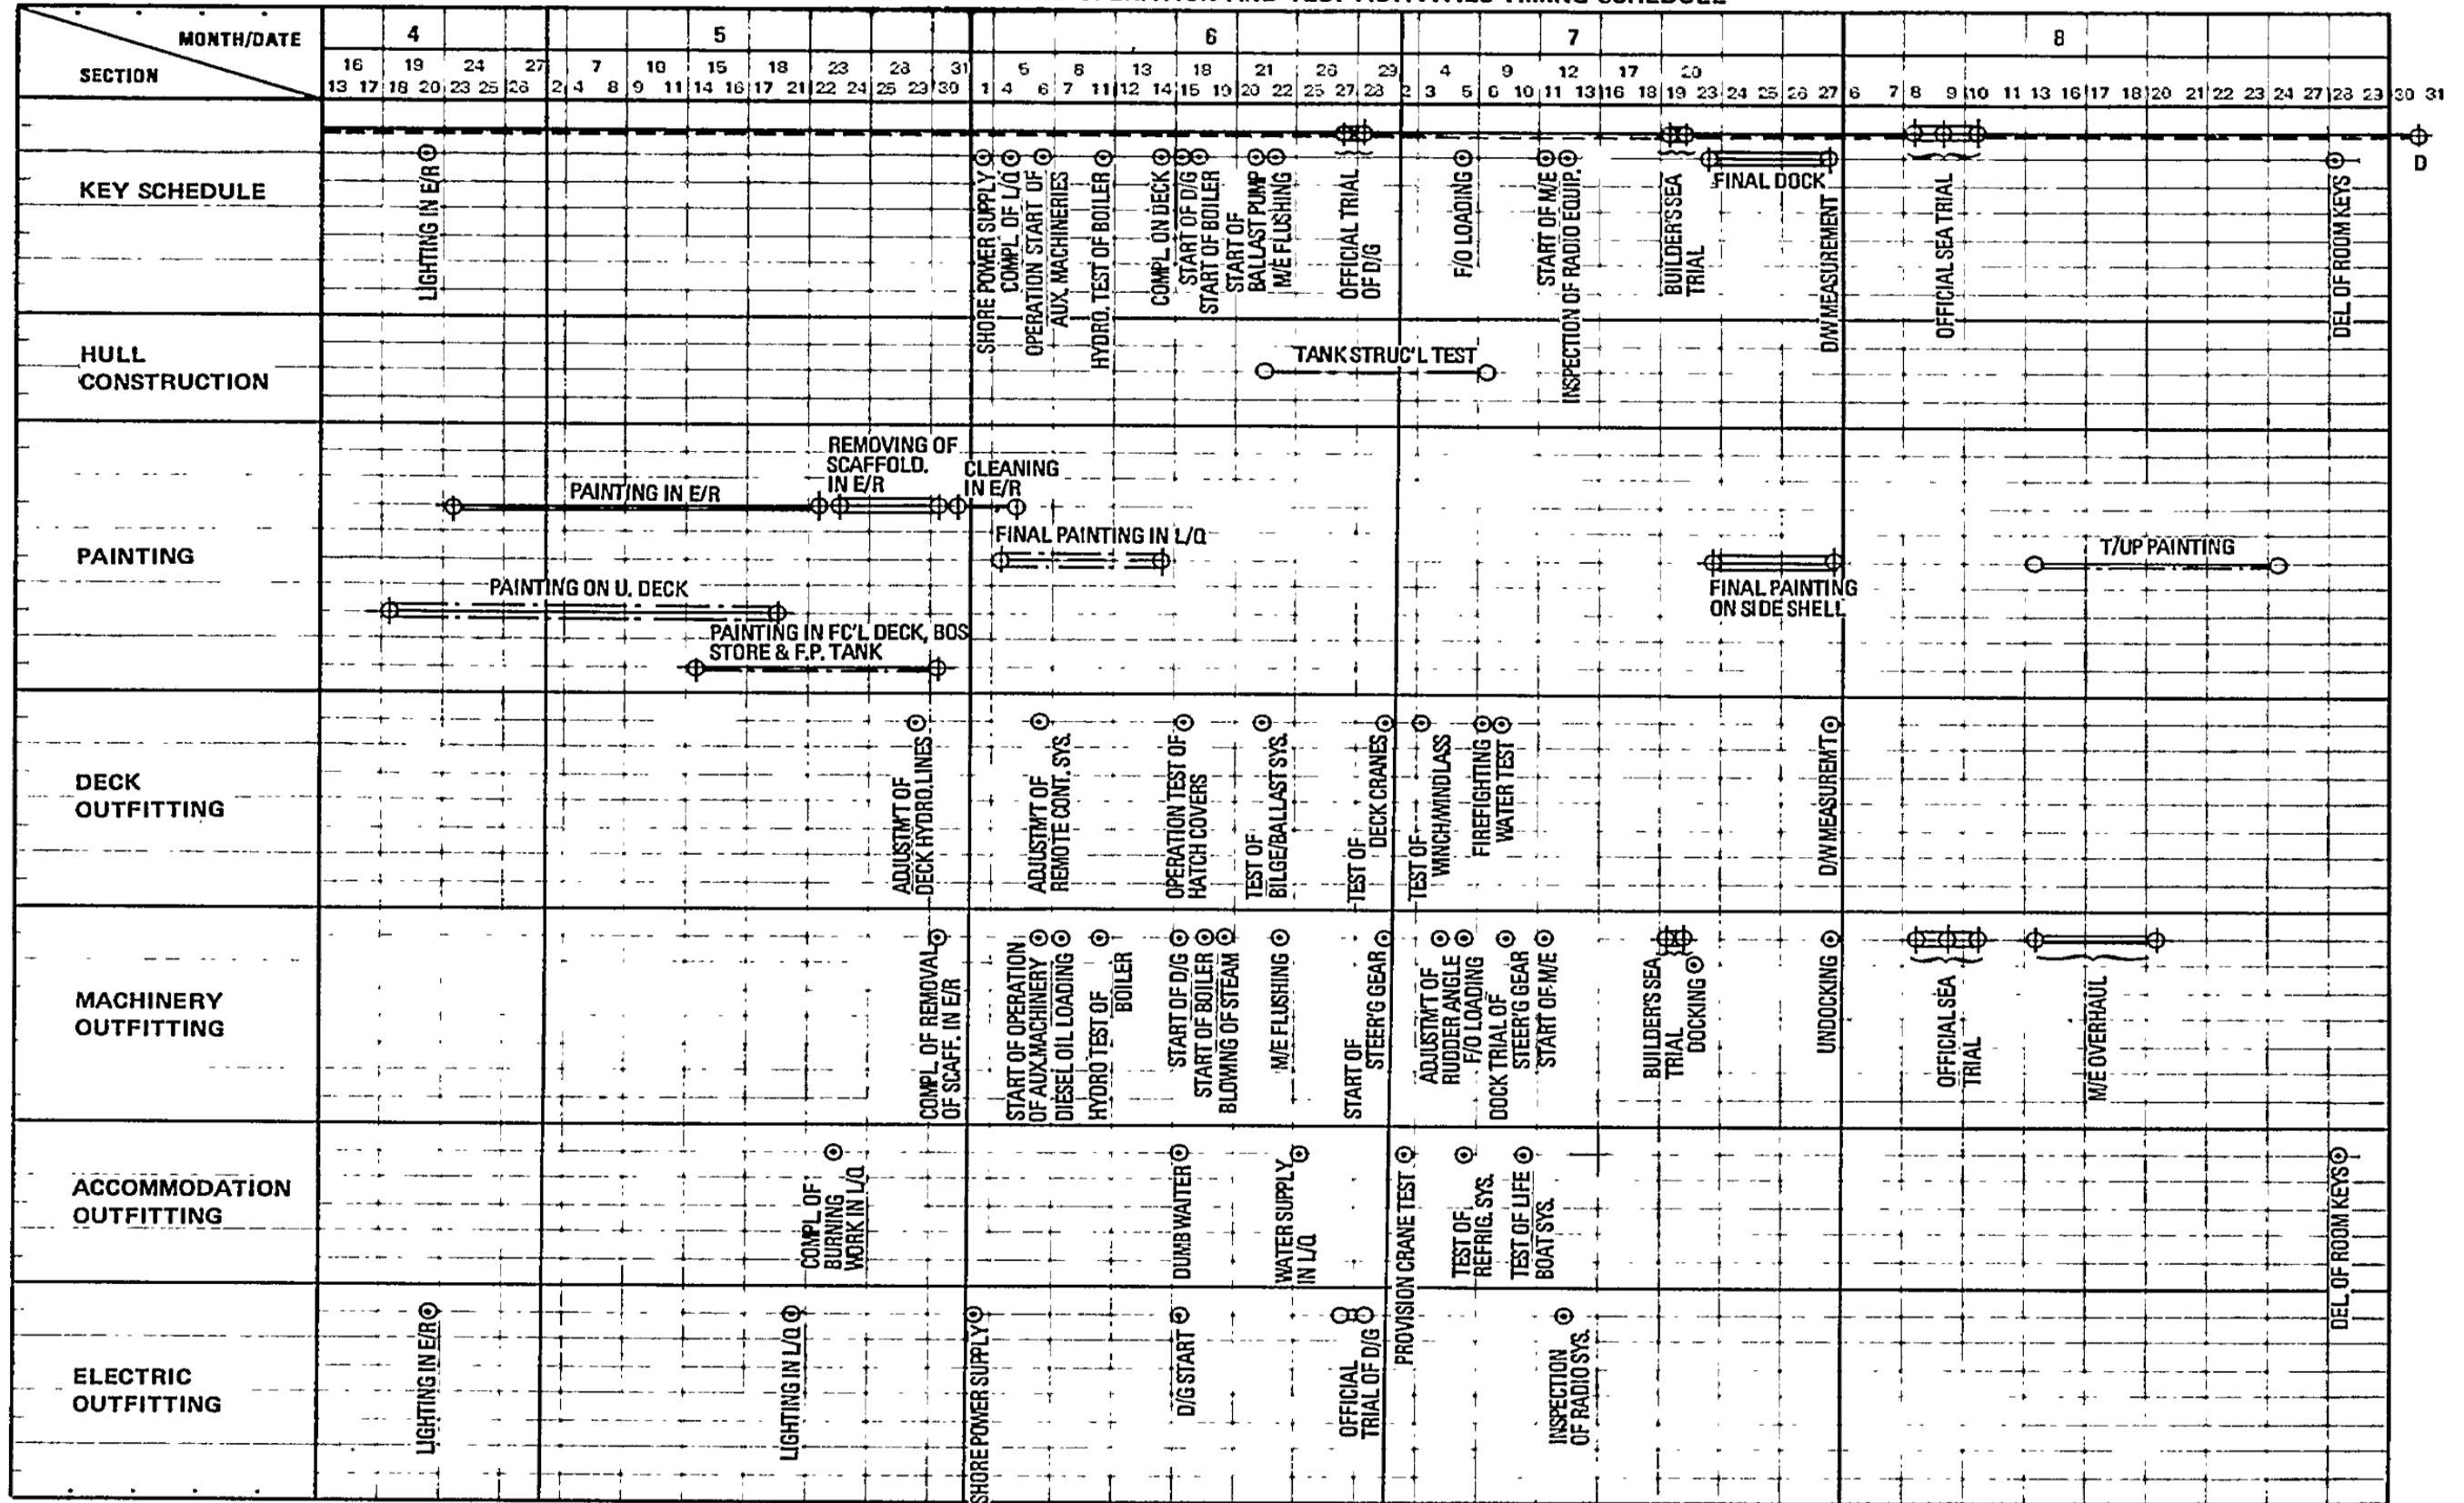 OPERATION AND TEST ACTIVITIES TIMING SCHEDULE
MONTH/DATE
SECTION
4 5 6 7 8
16 19 24 27 7 10 15 18 23 28 31 5 8 13 18 21 26 29 4 9 12 17 20
13 17 18 20 23 25 26 2 4 8 9 11 14 16 17 21 22 24 25 29 30 1 4 6 7 11 12 14 15 19 20 22 25 27 28 2 3 5 6 10 11 13 16 18 19 23 24 25 26 27 6 7 8 9 10 11 13 16 17 18 20 21 22 23 24 27 28 29 30 31
KEY SCHEDULE
LIGHTING IN E/R
SHORE POWER SUPPLY
COMPL. OF L/Q
OPERATION START OF
AUX. MACHINERIES
HYDRO. TEST OF BOILER
COMPL. ON DECK
START OF D/G
START OF BOILER
START OF
BALLAST PUMP
M/E FLUSHING
OFFICIAL TRIAL
OF D/G
F/O LOADING
START OF M/E
INSPECTION OF RADIO EQUIP.
BUILDER'S SEA
TRIAL
FINAL DOCK
D/W MEASUREMENT
OFFICIAL SEA TRIAL
DEL OF ROOM KEYS
D
HULL
CONSTRUCTION
TANK STRUC'L TEST
PAINTING
PAINTING IN E/R
REMOVING OF
SCAFFOLD.
IN E/R
CLEANING
IN E/R
FINAL PAINTING IN L/Q
PAINTING ON U. DECK
PAINTING IN FC'L DECK, BOS
STORE & F.P. TANK
FINAL PAINTING
ON SIDE SHELL
T/UP PAINTING
DECK
OUTFITTING
ADJUSTM'T OF
DECK HYDRO. LINES
ADJUSTM'T OF
REMOTE CONT. SYS.
OPERATION TEST OF
HATCH COVERS
TEST OF
BILGE/BALLAST SYS.
TEST OF
DECK CRANES
TEST OF
WINCH/WINDLASS
FIREFIGHTING
WATER TEST
D/W MEASUREM'T
MACHINERY
OUTFITTING
COMPL. OF REMOVAL
OF SCAFF. IN E/R
START OF OPERATION
OF AUX.MACHINERY
DIESEL OIL LOADING
HYDRO TEST OF
BOILER
START OF D/G
START OF BOILER
BLOWING OF STEAM
M/E FLUSHING
START OF
STEER'G GEAR
ADJUSTM'T OF
RUDDER ANGLE
F/O LOADING
DOCK TRIAL OF
STEER'G GEAR
START OF M/E
BUILDER'S SEA
TRIAL
DOCKING
UNDOCKING
OFFICIAL SEA
TRIAL
M/E OVERHAUL
ACCOMMODATION
OUTFITTING
COMPL. OF
BURNING
WORK IN L/Q
DUMB WAITER
WATER SUPPLY
IN L/Q
PROVISION CRANE TEST
TEST OF
REFRIG. SYS.
TEST OF LIFE
BOAT SYS.
DEL OF ROOM KEYS
ELECTRIC
OUTFITTING
LIGHTING IN E/R
LIGHTING IN L/Q
SHORE POWER SUPPLY
D/G START
OFFICIAL
TRIAL OF D/G
INSPECTION
OF RADIO SYS.